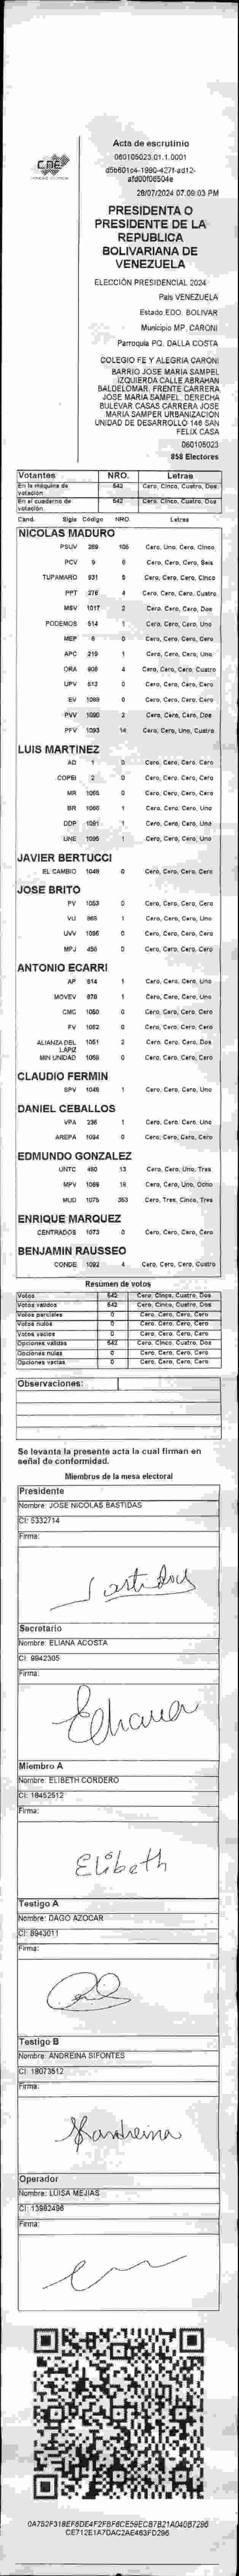 CNE
Acta de escrutinio
060105023.01.1.0001
d5b601c4-1990-427f-ad12-
afd00f06504e
28/07/2024 07:09:03 PM
PRESIDENTA O
PRESIDENTE DE LA
REPUBLICA
BOLIVARIANA DE
VENEZUELA
ELECCIÓN PRESIDENCIAL 2024
País VENEZUELA
Estado EDO. BOLIVAR
Municipio MP. CARONI
Parroquia PQ. DALLA COSTA
COLEGIO FE Y ALEGRIA CARONI
BARRIO JOSE MARIA SAMPEL
IZQUIERDA CALLE ABRAHAN
BALDELOMAR. FRENTE CARRERA
JOSE MARIA SAMPEL. DERECHA
BULEVAR CASAS CARRERA JOSE
MARIA SAMPER URBANIZACIÓN
UNIDAD DE DESARROLLO 146 SAN
FELIX CASA
060105023
858 Electores
Votantes NRO. Letras
En la máquina de votación 542 Cero, Cinco, Cuatro, Dos
En el cuaderno de votación 542 Cero, Cinco, Cuatro, Dos
Cand. Sigla Código NRO. Letras
NICOLAS MADURO
PSUV 269 105 Cero, Uno, Cero, Cinco
PCV 9 6 Cero, Cero, Cero, Seis
TUPAMARO 931 5 Cero, Cero, Cero, Cinco
PPT 276 4 Cero, Cero, Cero, Cuatro
MSV 1017 2 Cero, Cero, Cero, Dos
PODEMOS 514 1 Cero, Cero, Cero, Uno
MEP 6 0 Cero, Cero, Cero, Cero
APC 219 1 Cero, Cero, Cero, Uno
ORA 906 4 Cero, Cero, Cero, Cuatro
UPV 513 0 Cero, Cero, Cero, Cero
EV 1089 0 Cero, Cero, Cero, Cero
PVV 1090 2 Cero, Cero, Cero, Dos
PFV 1093 14 Cero, Cero, Uno, Cuatro
LUIS MARTINEZ
AD 1 0 Cero, Cero, Cero, Cero
COPEI 2 0 Cero, Cero, Cero, Cero
MR 1065 0 Cero, Cero, Cero, Cero
BR 1066 1 Cero, Cero, Cero, Uno
DDP 1091 1 Cero, Cero, Cero, Uno
UNE 1095 1 Cero, Cero, Cero, Uno
JAVIER BERTUCCI
EL CAMBIO 1048 0 Cero, Cero, Cero, Cero
JOSE BRITO
PV 1053 0 Cero, Cero, Cero, Cero
VU 868 1 Cero, Cero, Cero, Uno
UVV 1096 0 Cero, Cero, Cero, Cero
MPJ 456 0 Cero, Cero, Cero, Cero
ANTONIO ECARRI
AP 814 1 Cero, Cero, Cero, Uno
MOVEV 878 1 Cero, Cero, Cero, Uno
CMC 1050 0 Cero, Cero, Cero, Cero
FV 1052 0 Cero, Cero, Cero, Cero
ALIANZA DEL LAPIZ 1051 2 Cero, Cero, Cero, Dos
MIN UNIDAD 1058 0 Cero, Cero, Cero, Cero
CLAUDIO FERMIN
SPV 1049 1 Cero, Cero, Cero, Uno
DANIEL CEBALLOS
VPA 236 1 Cero, Cero, Cero, Uno
AREPA 1094 0 Cero, Cero, Cero, Cero
EDMUNDO GONZALEZ
UNTC 480 13 Cero, Cero, Uno, Tres
MPV 1069 18 Cero, Cero, Uno, Ocho
MUD 1075 353 Cero, Tres, Cinco, Tres
ENRIQUE MARQUEZ
CENTRADOS 1073 0 Cero, Cero, Cero, Cero
BENJAMIN RAUSSEO
CONDE 1092 4 Cero, Cero, Cero, Cuatro
Resúmen de votos
Votos 542 Cero, Cinco, Cuatro, Dos
Votos válidos 542 Cero, Cinco, Cuatro, Dos
Votos parciales 0 Cero, Cero, Cero, Cero
Votos nulos 0 Cero, Cero, Cero, Cero
Votos vacíos 0 Cero, Cero, Cero, Cero
Opciones válidas 542 Cero, Cinco, Cuatro, Dos
Opciones nulas 0 Cero, Cero, Cero, Cero
Opciones vacías 0 Cero, Cero, Cero, Cero
Observaciones:
Se levanta la presente acta la cual firman en
señal de conformidad.
Miembros de la mesa electoral
Presidente
Nombre: JOSE NICOLAS BASTIDAS
CI: 5332714
Firma:
Bastidas
Secretario
Nombre: ELIANA ACOSTA
CI: 9942305
Firma:
Eliana
Miembro A
Nombre: ELIBETH CORDERO
CI: 18452512
Firma:
Elibeth
Testigo A
Nombre: DAGO AZOCAR
CI: 8943011
Firma:
Testigo B
Nombre: ANDREINA SIFONTES
CI: 18073512
Firma:
Operador
Nombre: LUISA MEJIAS
CI: 13982496
Firma: